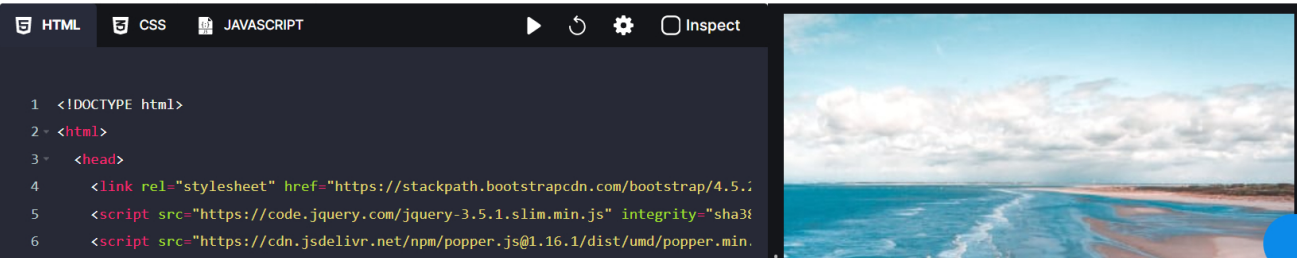 HTML CSS JAVASCRIPT Inspect
1 <!DOCTYPE html>
2 <html>
3 <head>
4 <link rel="stylesheet" href="https://stackpath.bootstrapcdn.com/bootstrap/4.5.2
5 <script src="https://code.jquery.com/jquery-3.5.1.slim.min.js" integrity="sha38
6 <script src="https://cdn.jsdelivr.net/npm/popper.js@1.16.1/dist/umd/popper.min.